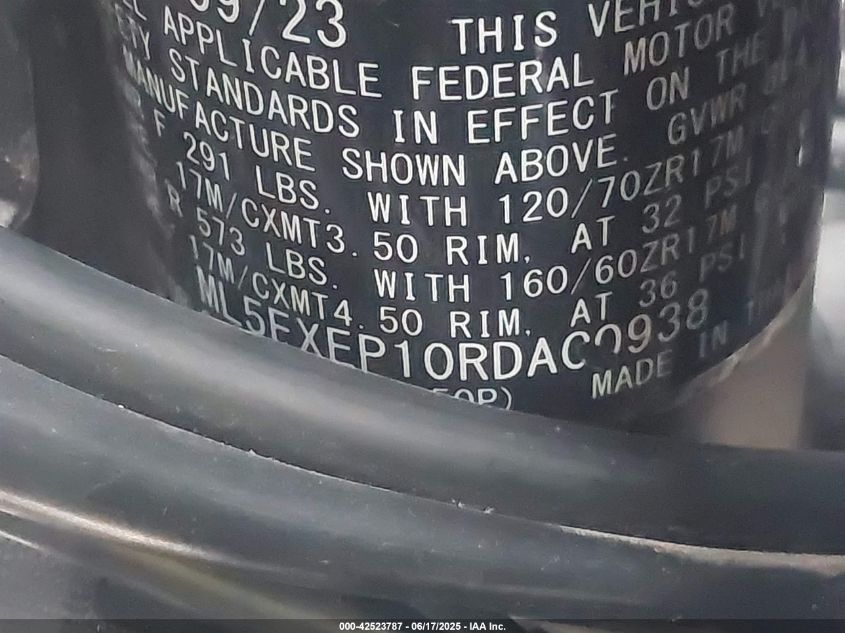 09/23
THIS
APPLICABLE FEDERAL MOTOR
STANDARDS IN EFFECT ON THE
MANUFACTURE SHOWN ABOVE. GVWR
F 291 LBS. WITH 120/70ZR17M
17M/CXMT3.50 RIM, AT 32 PSI
R 573 LBS. WITH 160/60ZR17M
17M/CXMT4.50 RIM, AT 36 PSI
ML5EXEP10RDAC0938
MADE IN
000-42523787 - 06/17/2025 - IAA Inc.